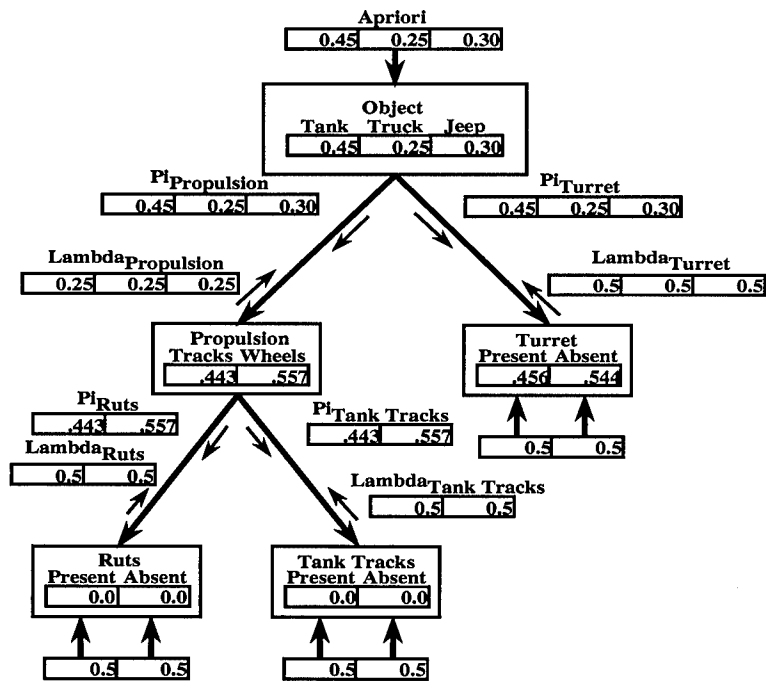 Apriori
0.45 0.25 0.30
Object
Tank Truck Jeep
0.45 0.25 0.30
PiPropulsion
0.45 0.25 0.30
PiTurret
0.45 0.25 0.30
LambdaPropulsion
0.25 0.25 0.25
LambdaTurret
0.5 0.5 0.5
Propulsion
Tracks Wheels
.443 .557
Turret
Present Absent
.456 .544
PiRuts
.443 .557
PiTank Tracks
.443 .557
0.5 0.5
LambdaRuts
0.5 0.5
LambdaTank Tracks
0.5 0.5
Ruts
Present Absent
0.0 0.0
Tank Tracks
Present Absent
0.0 0.0
0.5 0.5
0.5 0.5